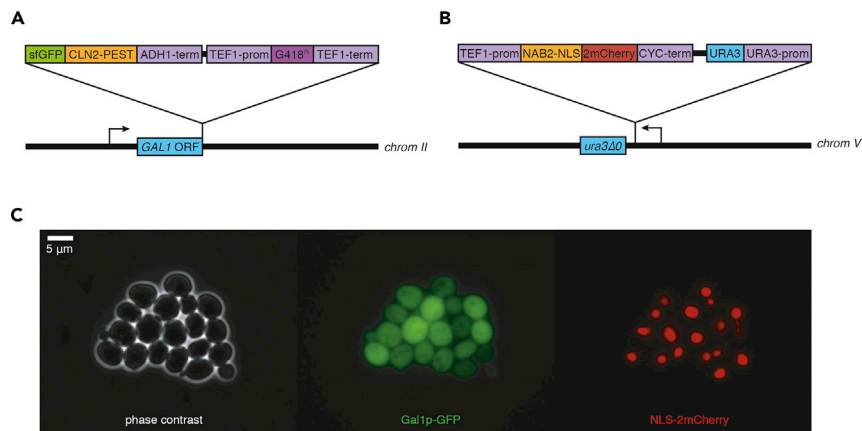 A
sfGFP CLN2-PEST ADH1-term TEF1-prom G418ᴿ TEF1-term
GAL1 ORF
chrom II
B
TEF1-prom NAB2-NLS 2mCherry CYC-term URA3 URA3-prom
ura3Δ0
chrom V
C
5 μm
phase contrast
Gal1p-GFP
NLS-2mCherry